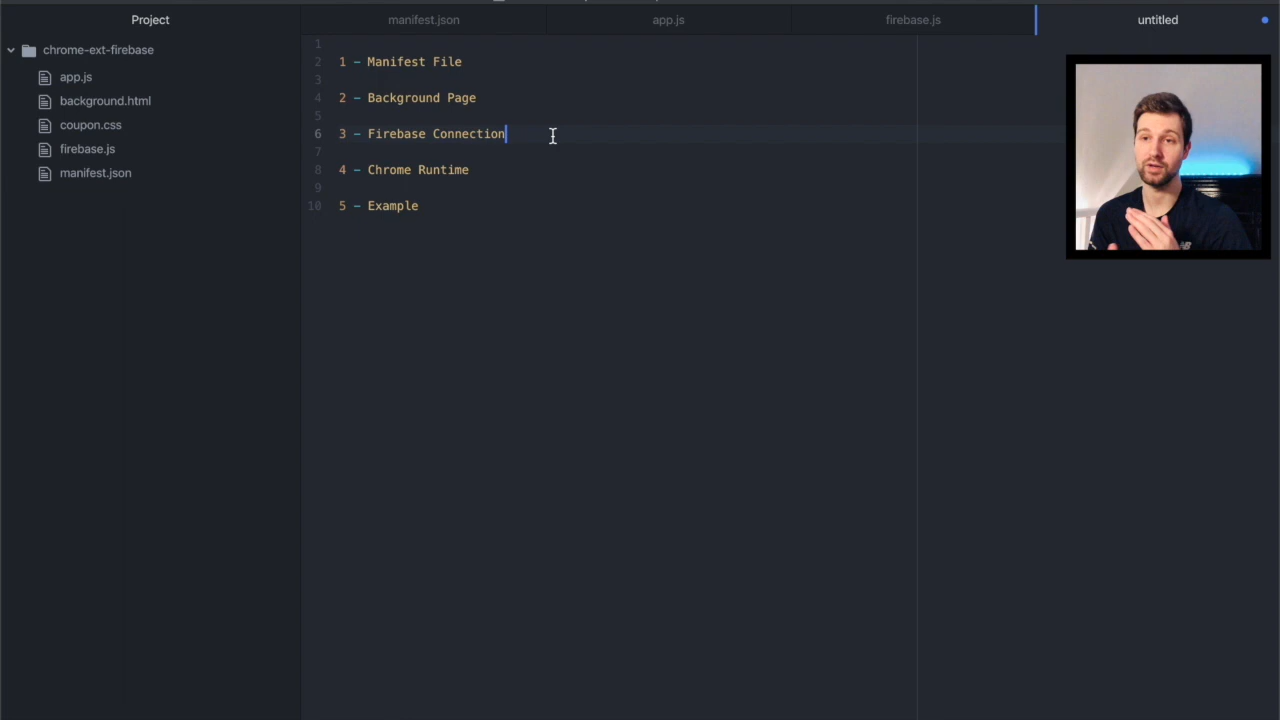 Project
manifest.json
app.js
firebase.js
untitled
chrome-ext-firebase
app.js
background.html
coupon.css
firebase.js
manifest.json
1
2 1 - Manifest File
3
4 2 - Background Page
5
6 3 - Firebase Connection
7
8 4 - Chrome Runtime
9
10 5 - Example
NB